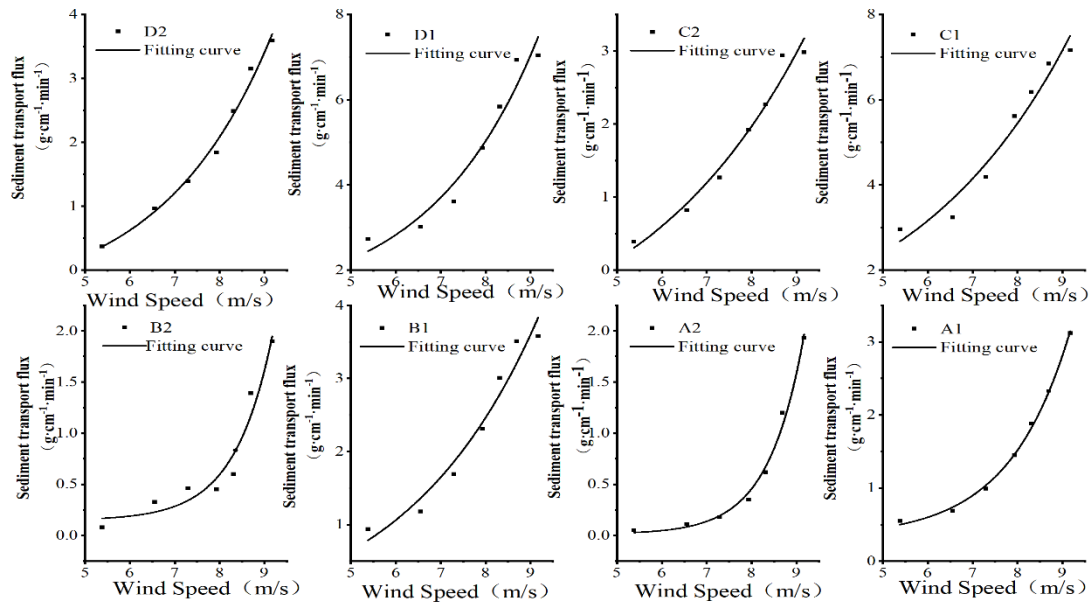 D2
Fitting curve
Sediment transport flux
（g·cm⁻¹·min⁻¹）
4
3
2
1
0
5 6 7 8 9
Wind Speed（m/s）
D1
Fitting curve
Sediment transport flux
（g·cm⁻¹·min⁻¹）
8
6
4
2
5 6 7 8 9
Wind Speed（m/s）
C2
Fitting curve
Sediment transport flux
（g·cm⁻¹·min⁻¹）
3
2
1
0
5 6 7 8 9
Wind Speed（m/s）
C1
Fitting curve
Sediment transport flux
（g·cm⁻¹·min⁻¹）
8
6
4
2
5 6 7 8 9
Wind Speed（m/s）
B2
Fitting curve
Sediment transport flux
（g·cm⁻¹·min⁻¹）
2.0
1.5
1.0
0.5
0.0
5 6 7 8 9
Wind Speed（m/s）
B1
Fitting curve
Sediment transport flux
（g·cm⁻¹·min⁻¹）
4
3
2
1
5 6 7 8 9
Wind Speed（m/s）
A2
Fitting curve
Sediment transport flux
（g·cm⁻¹·min⁻¹）
2.0
1.5
1.0
0.5
0.0
5 6 7 8 9
Wind Speed（m/s）
A1
Fitting curve
Sediment transport flux
（g·cm⁻¹·min⁻¹）
3
2
1
0
5 6 7 8 9
Wind Speed（m/s）